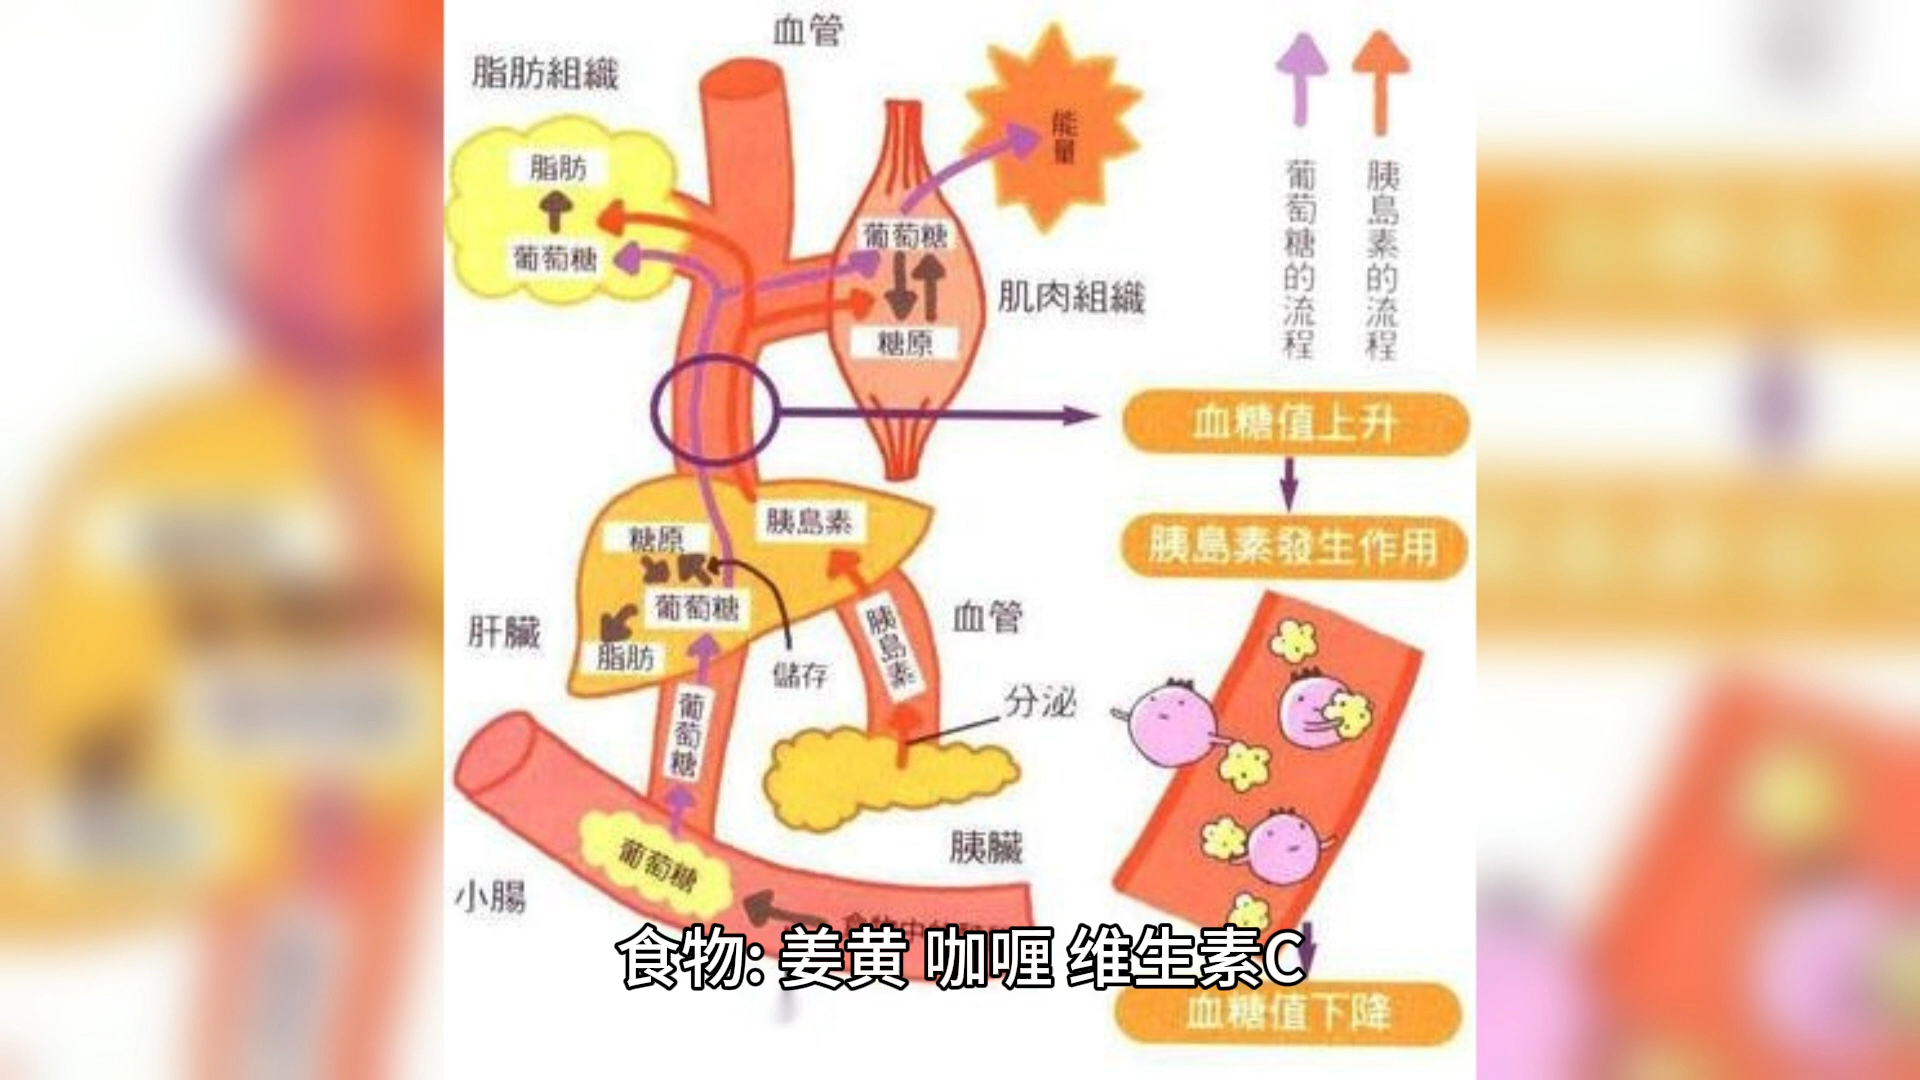 血管
脂肪組織
脂肪
葡萄糖
能量
葡萄糖
糖原
肌肉組織
葡萄糖的流程
胰島素的流程
血糖值上升
胰島素發生作用
糖原
胰島素
葡萄糖
脂肪
肝臟
儲存
胰島素
血管
分泌
葡萄糖
胰臟
葡萄糖
小腸
食物: 姜黄 咖喱 维生素C
血糖值下降